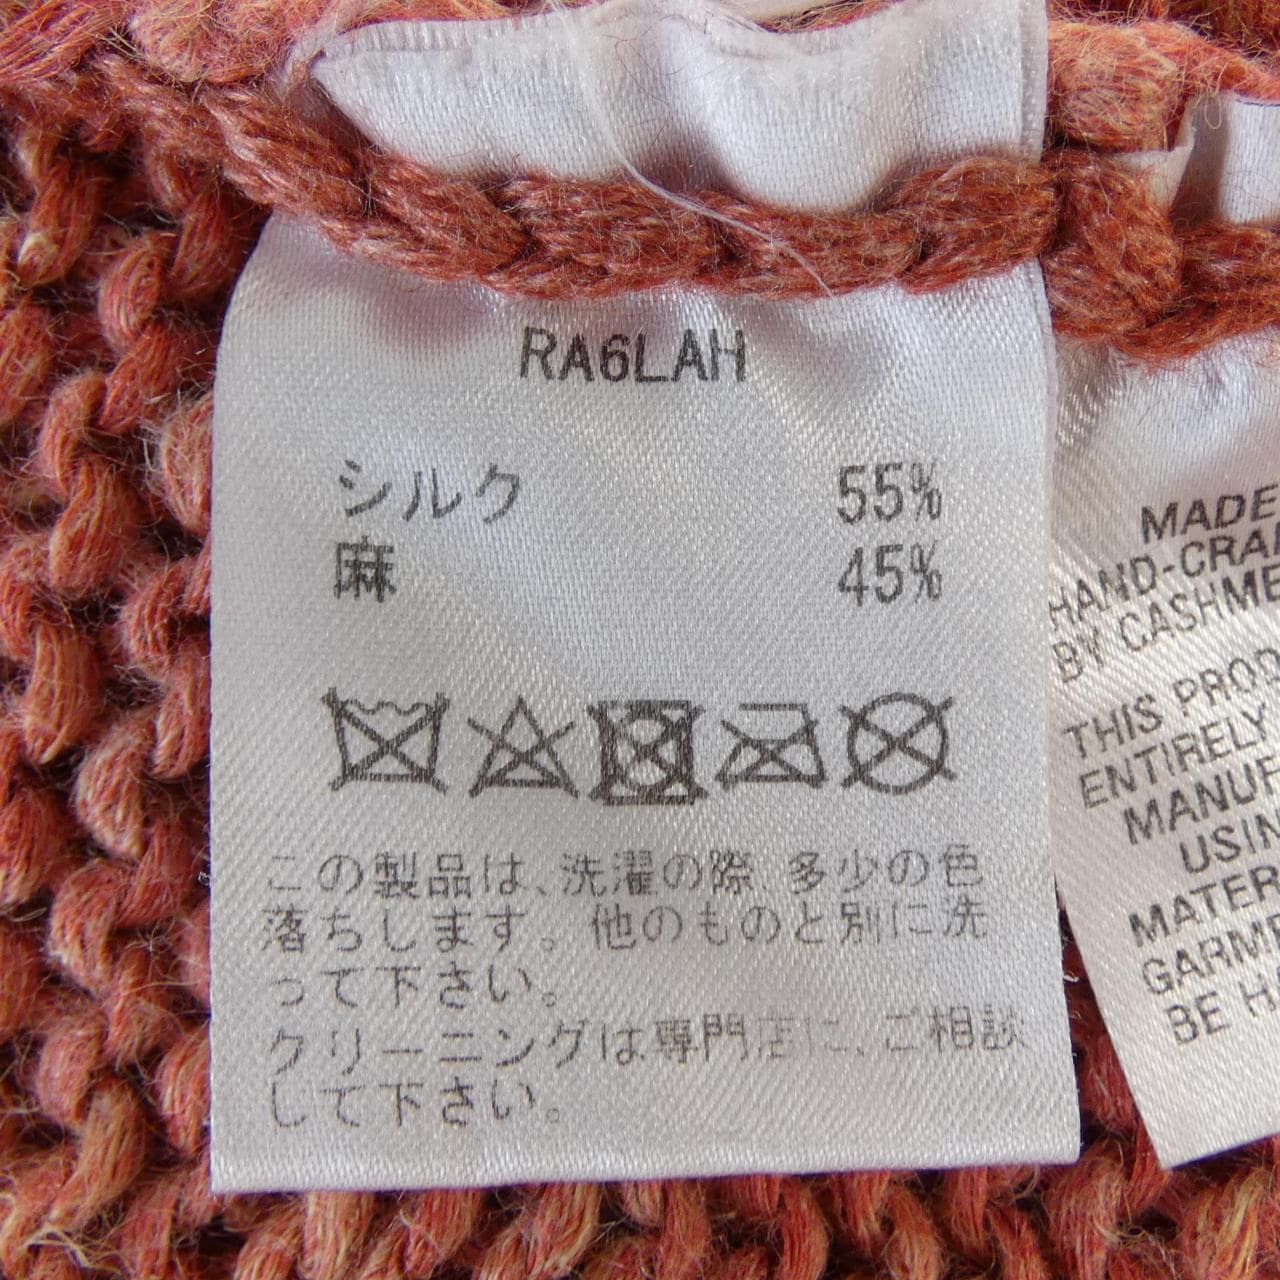 RA6LAH
シルク 55%
麻 45%
この製品は、洗濯の際、多少の色
落ちします。他のものと別に洗
って下さい。
クリーニングは専門店に、ご相談
して下さい。
MADE
HAND-CRA
BY CASHME
THIS PROD
ENTIRELY
MANUF
USIN
MATER
GARME
BE H